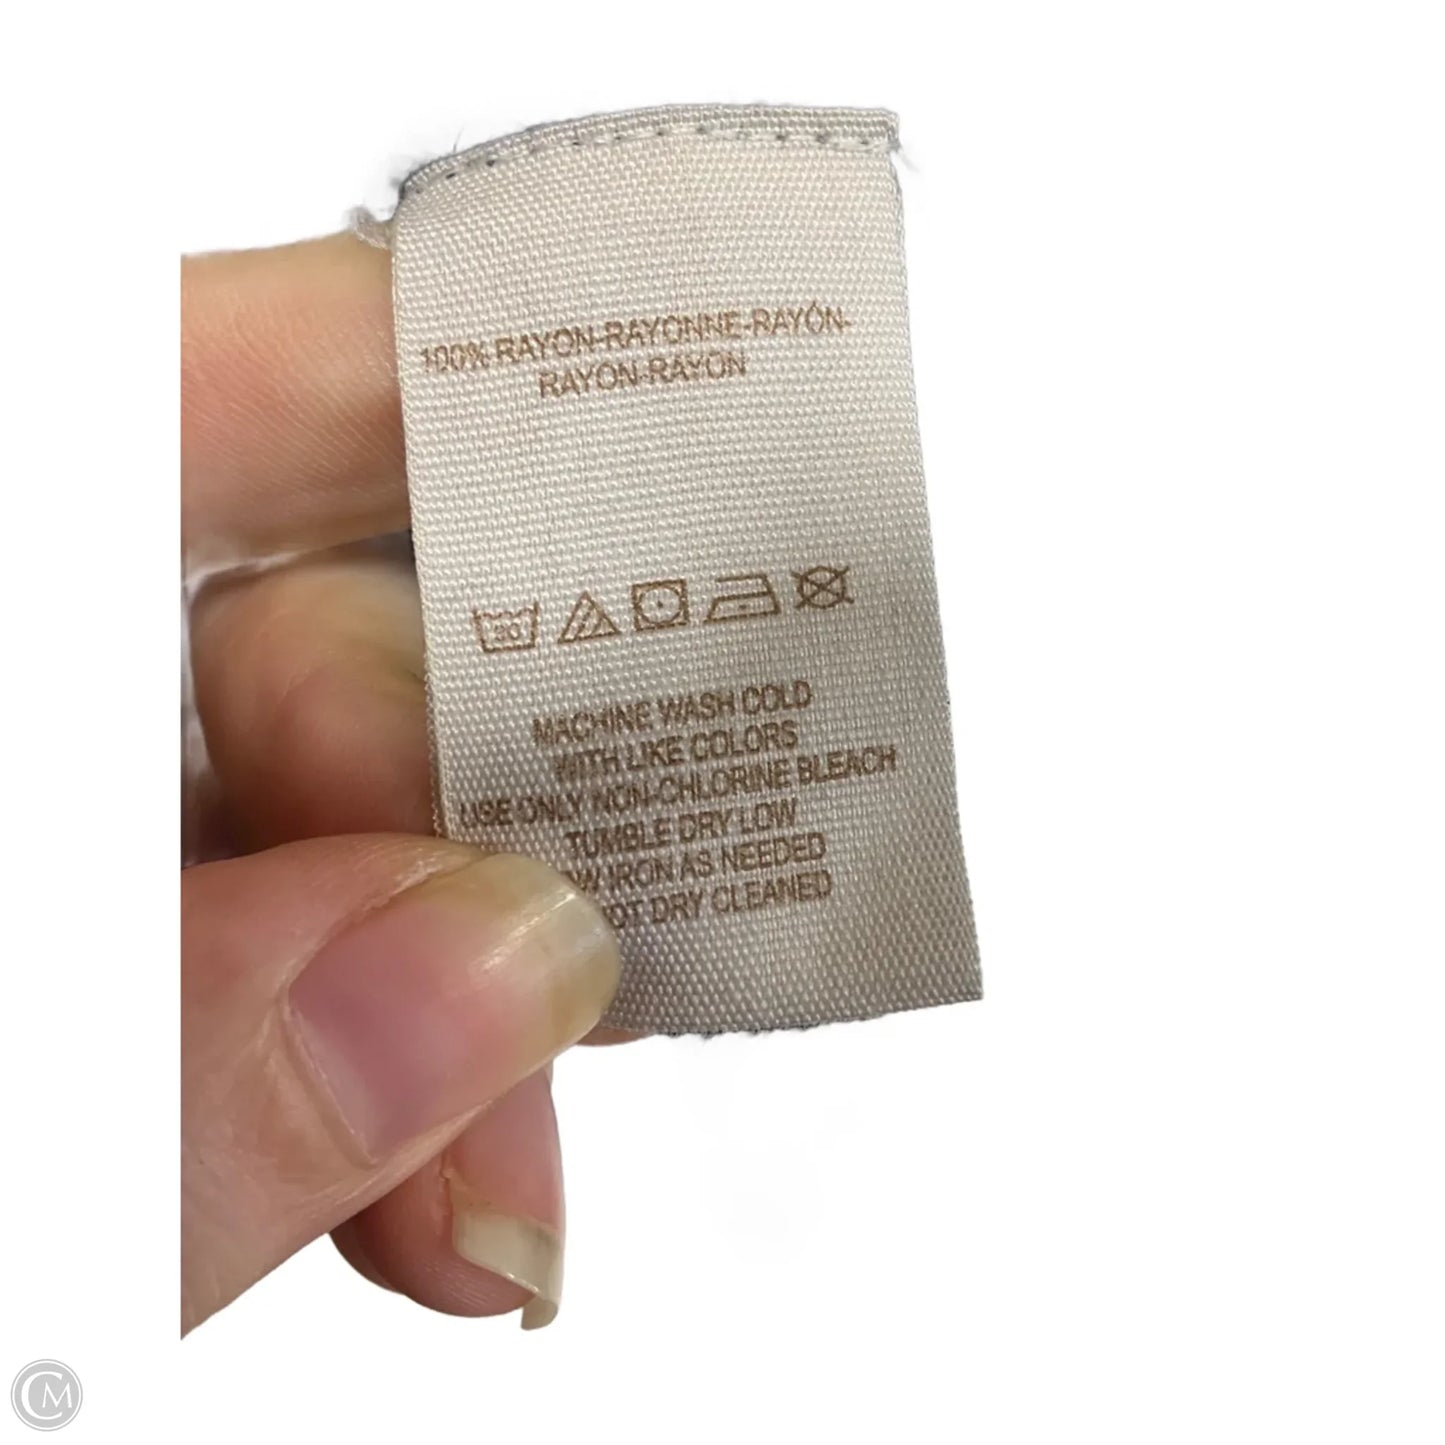 100% RAYON-RAYONNE-RAYÓN-
RAYON-RAYON
30
MACHINE WASH COLD
WITH LIKE COLORS
USE ONLY NON-CHLORINE BLEACH
TUMBLE DRY LOW
IRON AS NEEDED
DRY CLEANED
CM